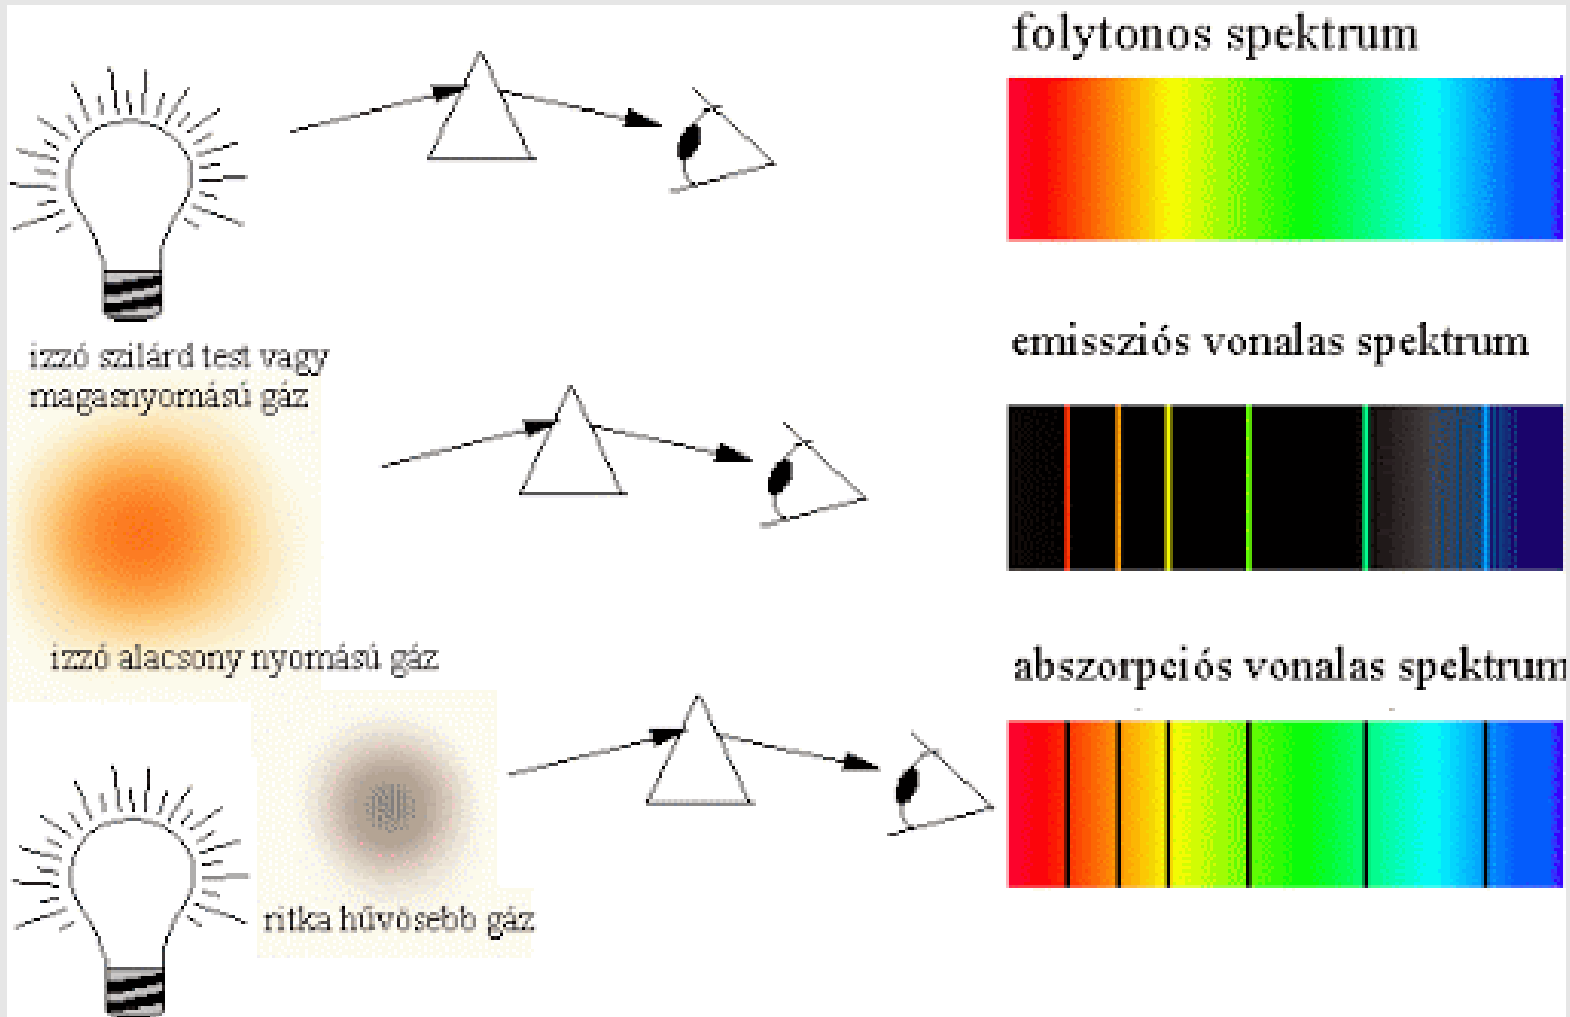 folytonos spektrum
izzó szilárd test vagy
magasnyomású gáz
emissziós vonalas spektrum
izzó alacsony nyomású gáz
abszorpciós vonalas spektrum
ritka hűvösebb gáz